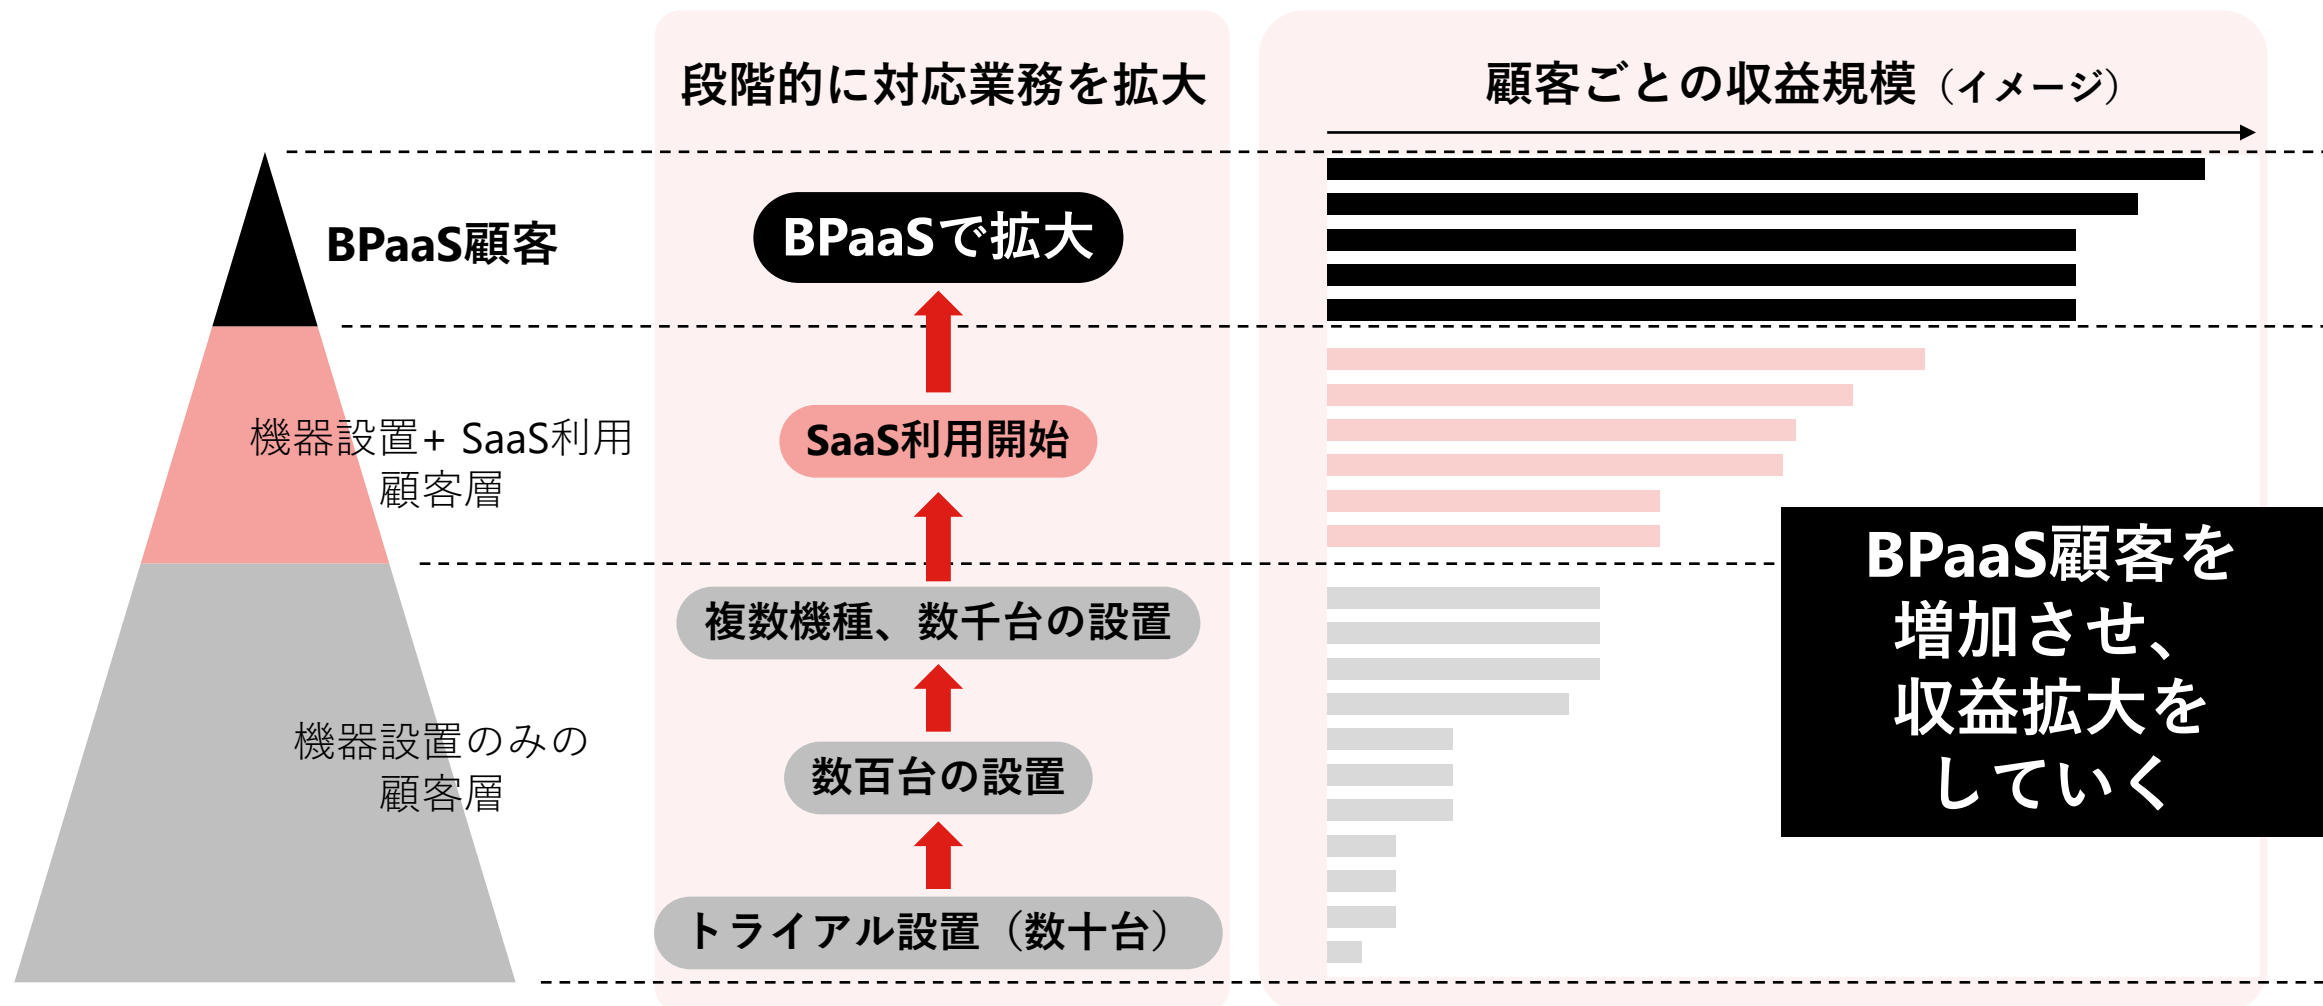 段階的に対応業務を拡大
顧客ごとの収益規模（イメージ）
BPaaS顧客
BPaaSで拡大
機器設置+ SaaS利用
顧客層
SaaS利用開始
複数機種、数千台の設置
機器設置のみの
顧客層
数百台の設置
トライアル設置（数十台）
BPaaS顧客を
増加させ、
収益拡大を
していく